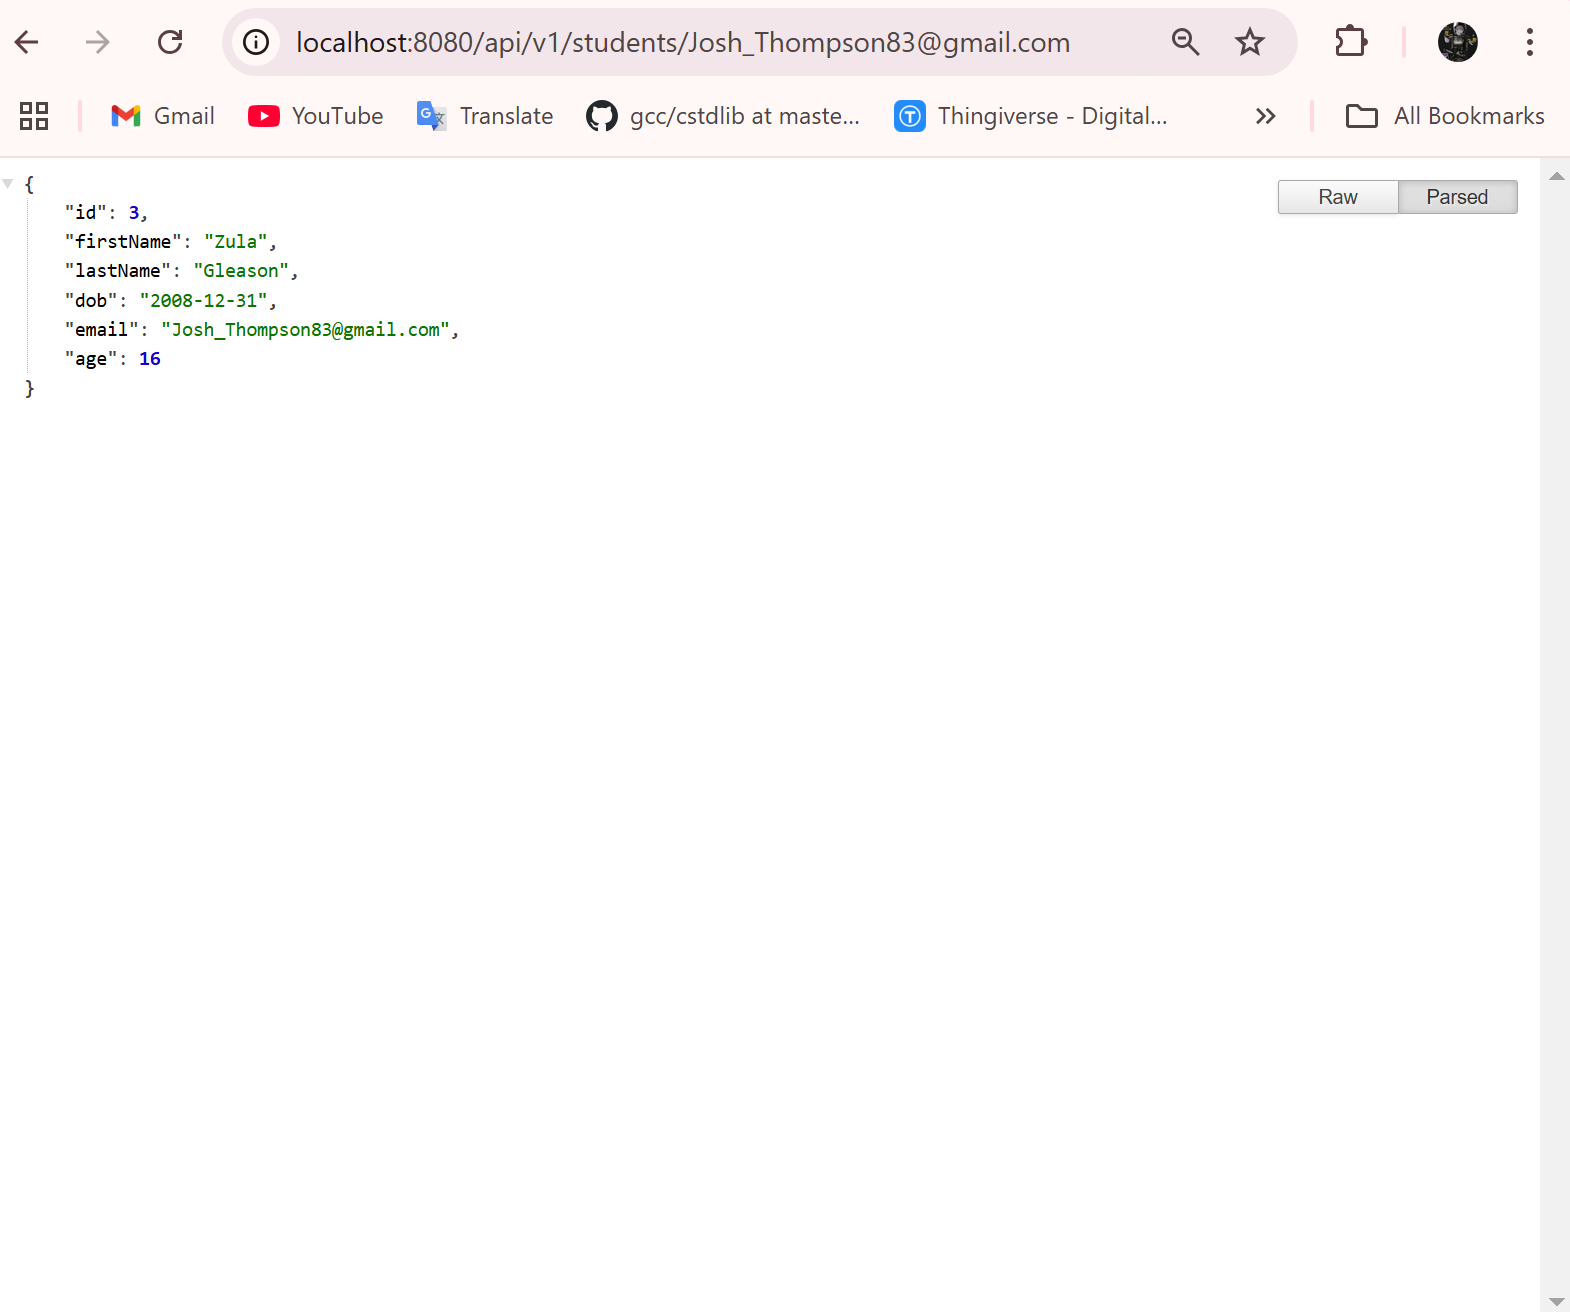 localhost:8080/api/v1/students/Josh_Thompson83@gmail.com
Gmail YouTube Translate gcc/cstdlib at maste... Thingiverse - Digital... All Bookmarks
Raw Parsed
{
"id": 3,
"firstName": "Zula",
"lastName": "Gleason",
"dob": "2008-12-31",
"email": "Josh_Thompson83@gmail.com",
"age": 16
}